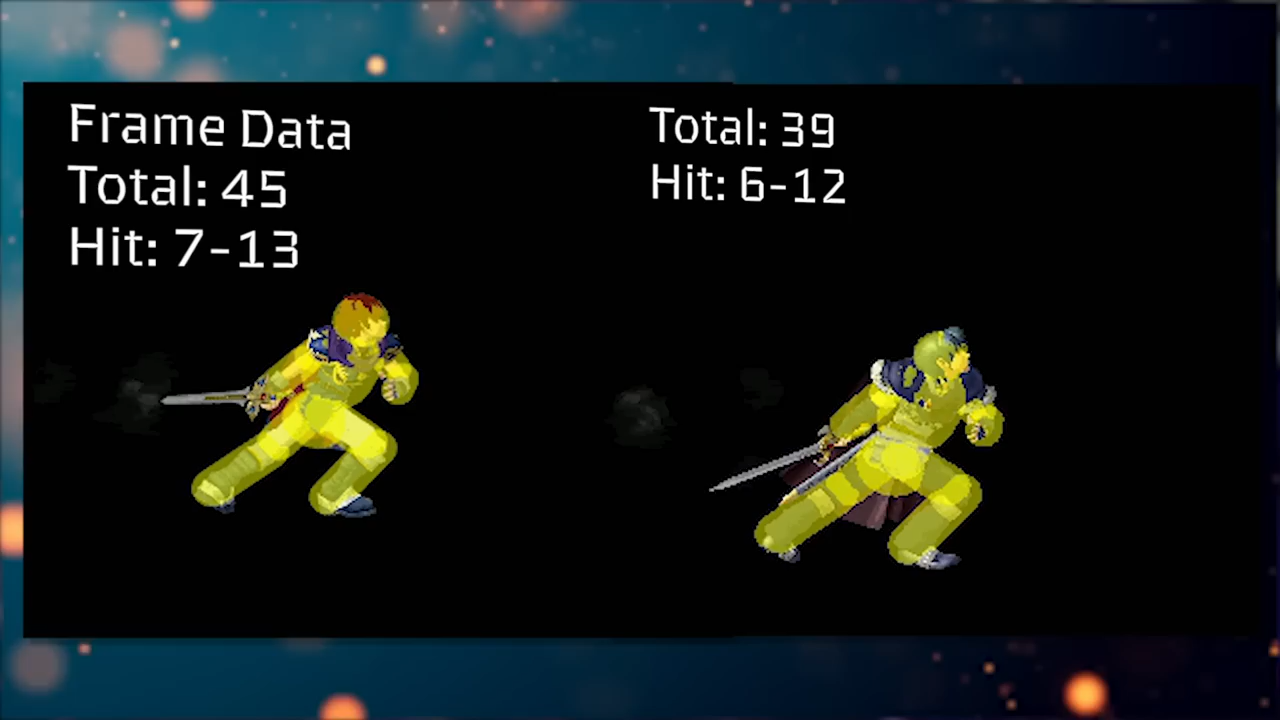 Frame Data
Total: 45
Hit: 7-13
Total: 39
Hit: 6-12